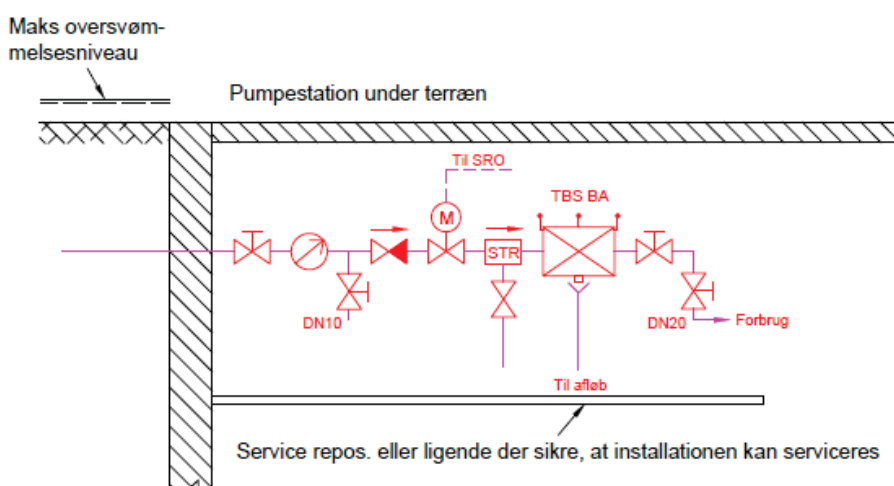 Maks oversvøm-
melsesniveau
Pumpestation under terræn
Til SRO
TBS BA
M
STR
DN10
DN20
Forbrug
Til afløb
Service repos. eller ligende der sikre, at installationen kan serviceres